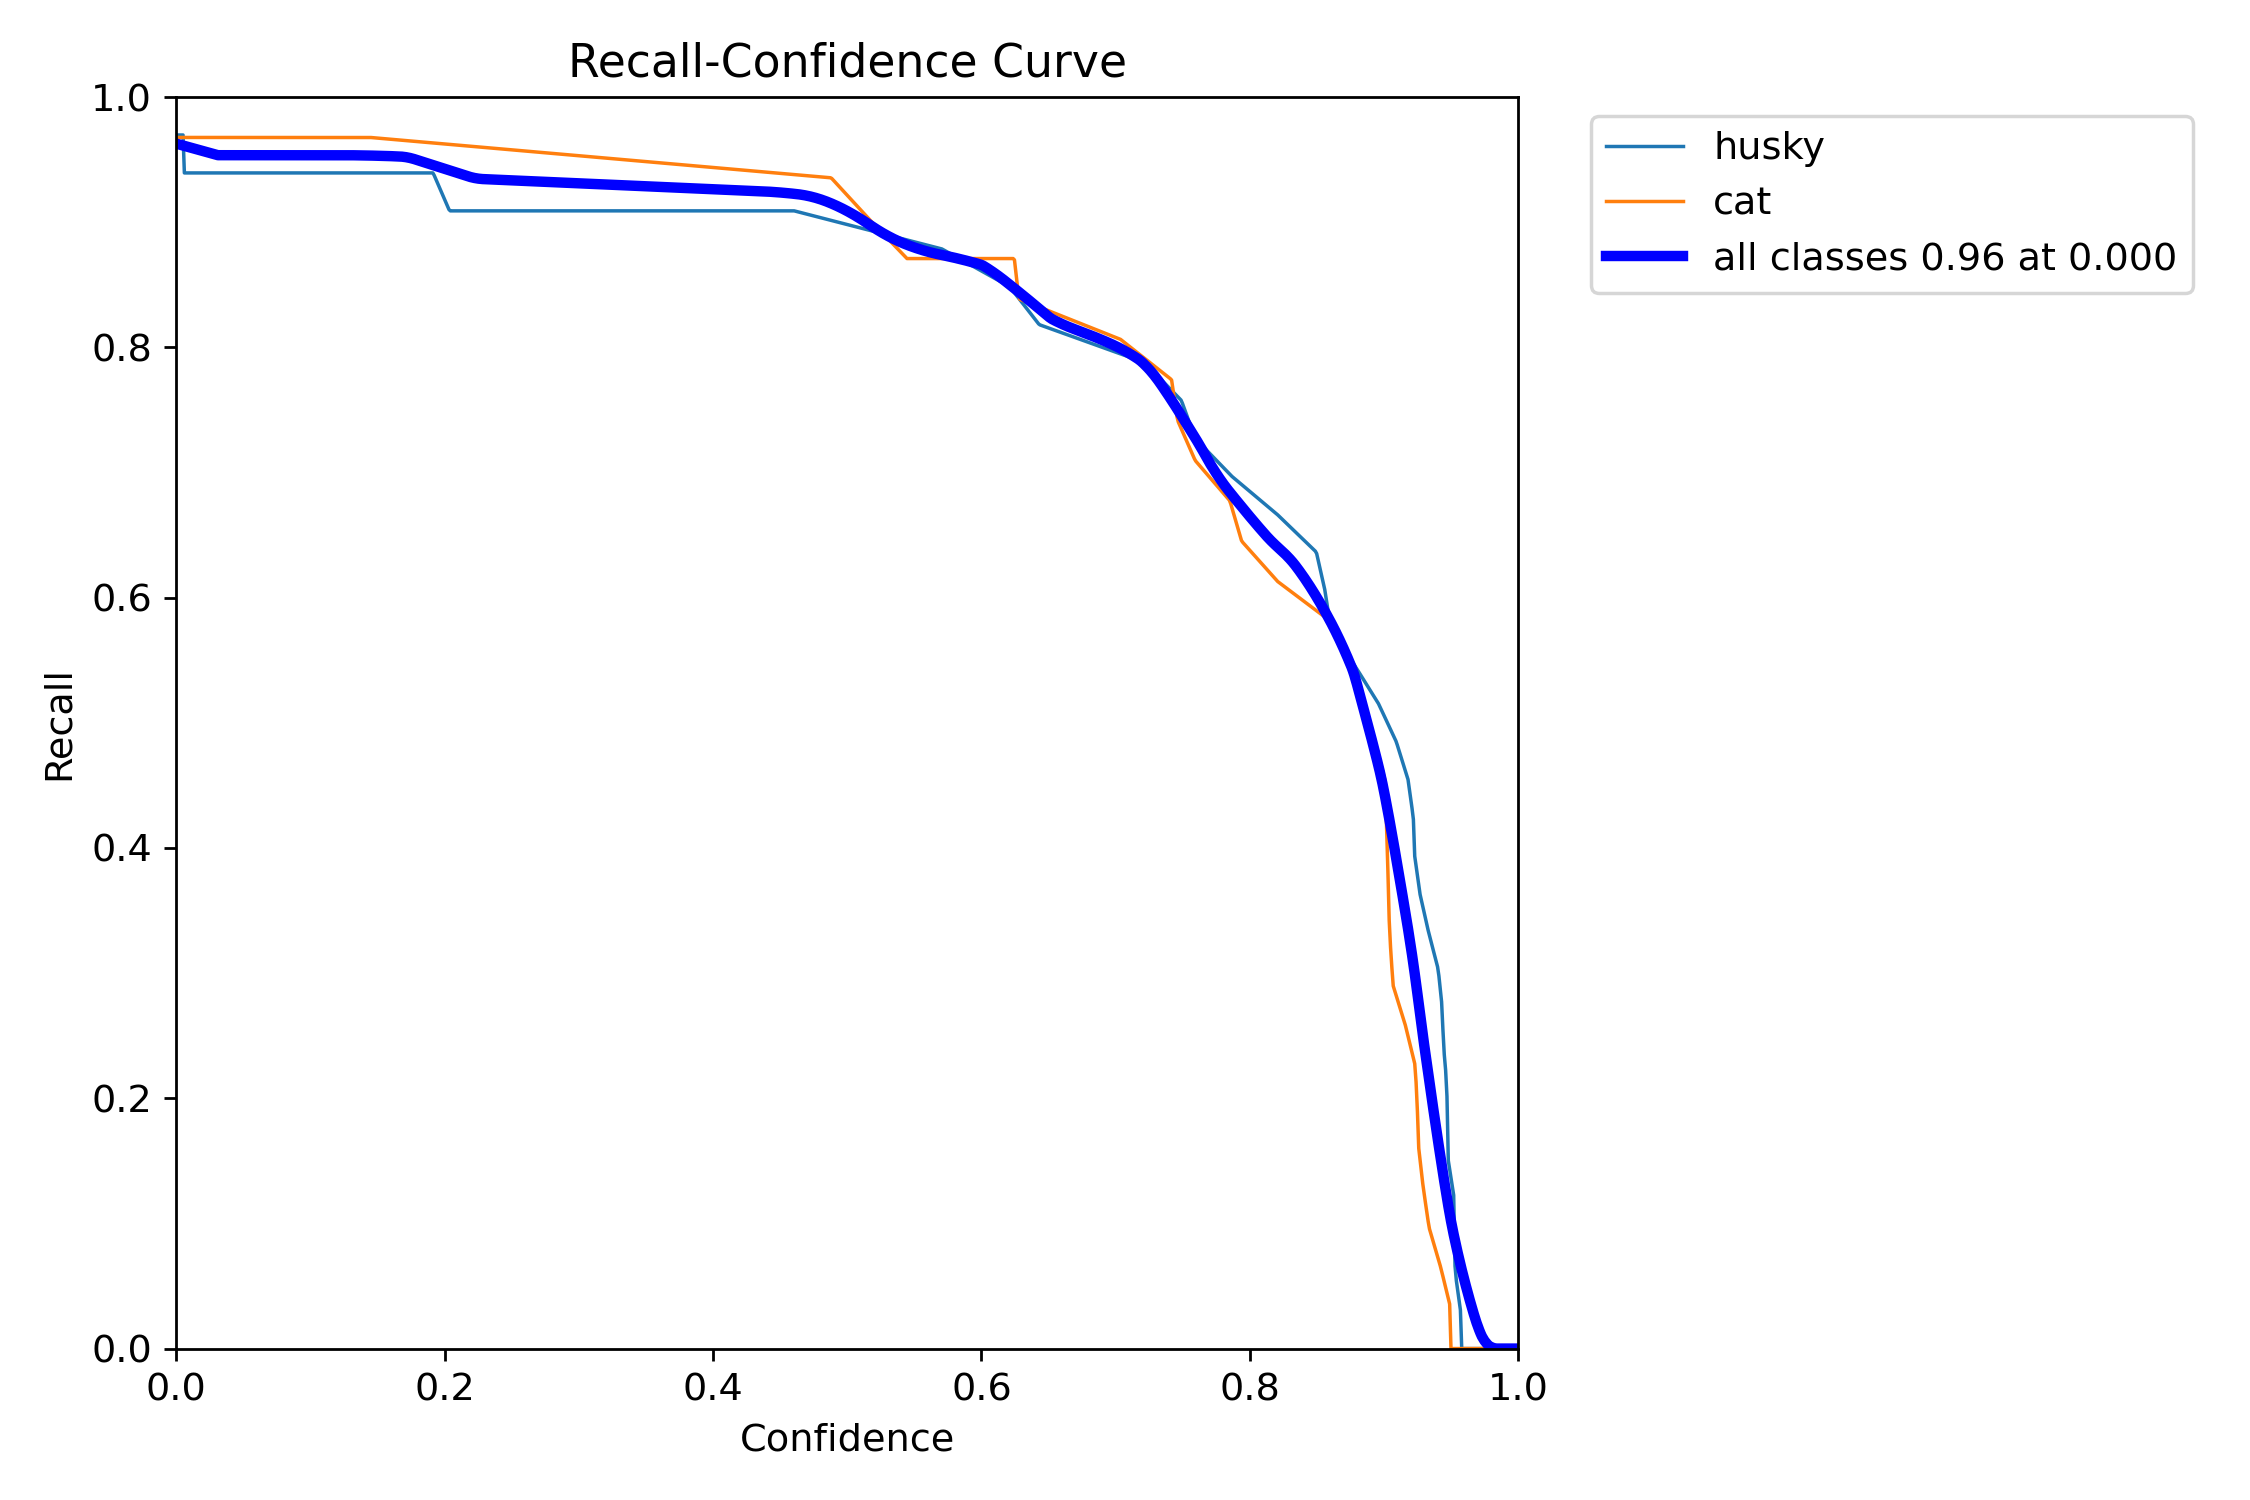 Recall-Confidence Curve
1.0
0.8
0.6
0.4
0.2
0.0
Recall
0.0 0.2 0.4 0.6 0.8 1.0
Confidence
husky
cat
all classes 0.96 at 0.000